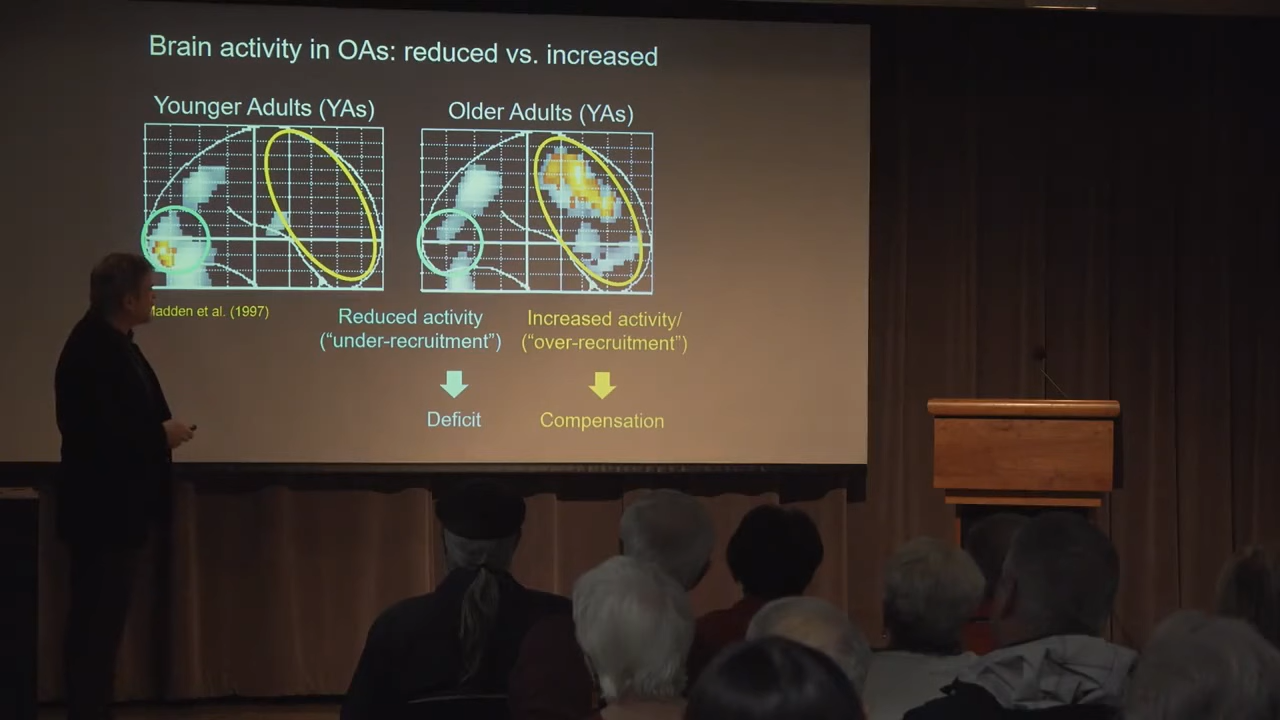 Brain activity in OAs: reduced vs. increased
Younger Adults (YAs)
Older Adults (YAs)
Madden et al. (1997)
Reduced activity
(“under-recruitment”)
Increased activity/
(“over-recruitment”)
Deficit
Compensation